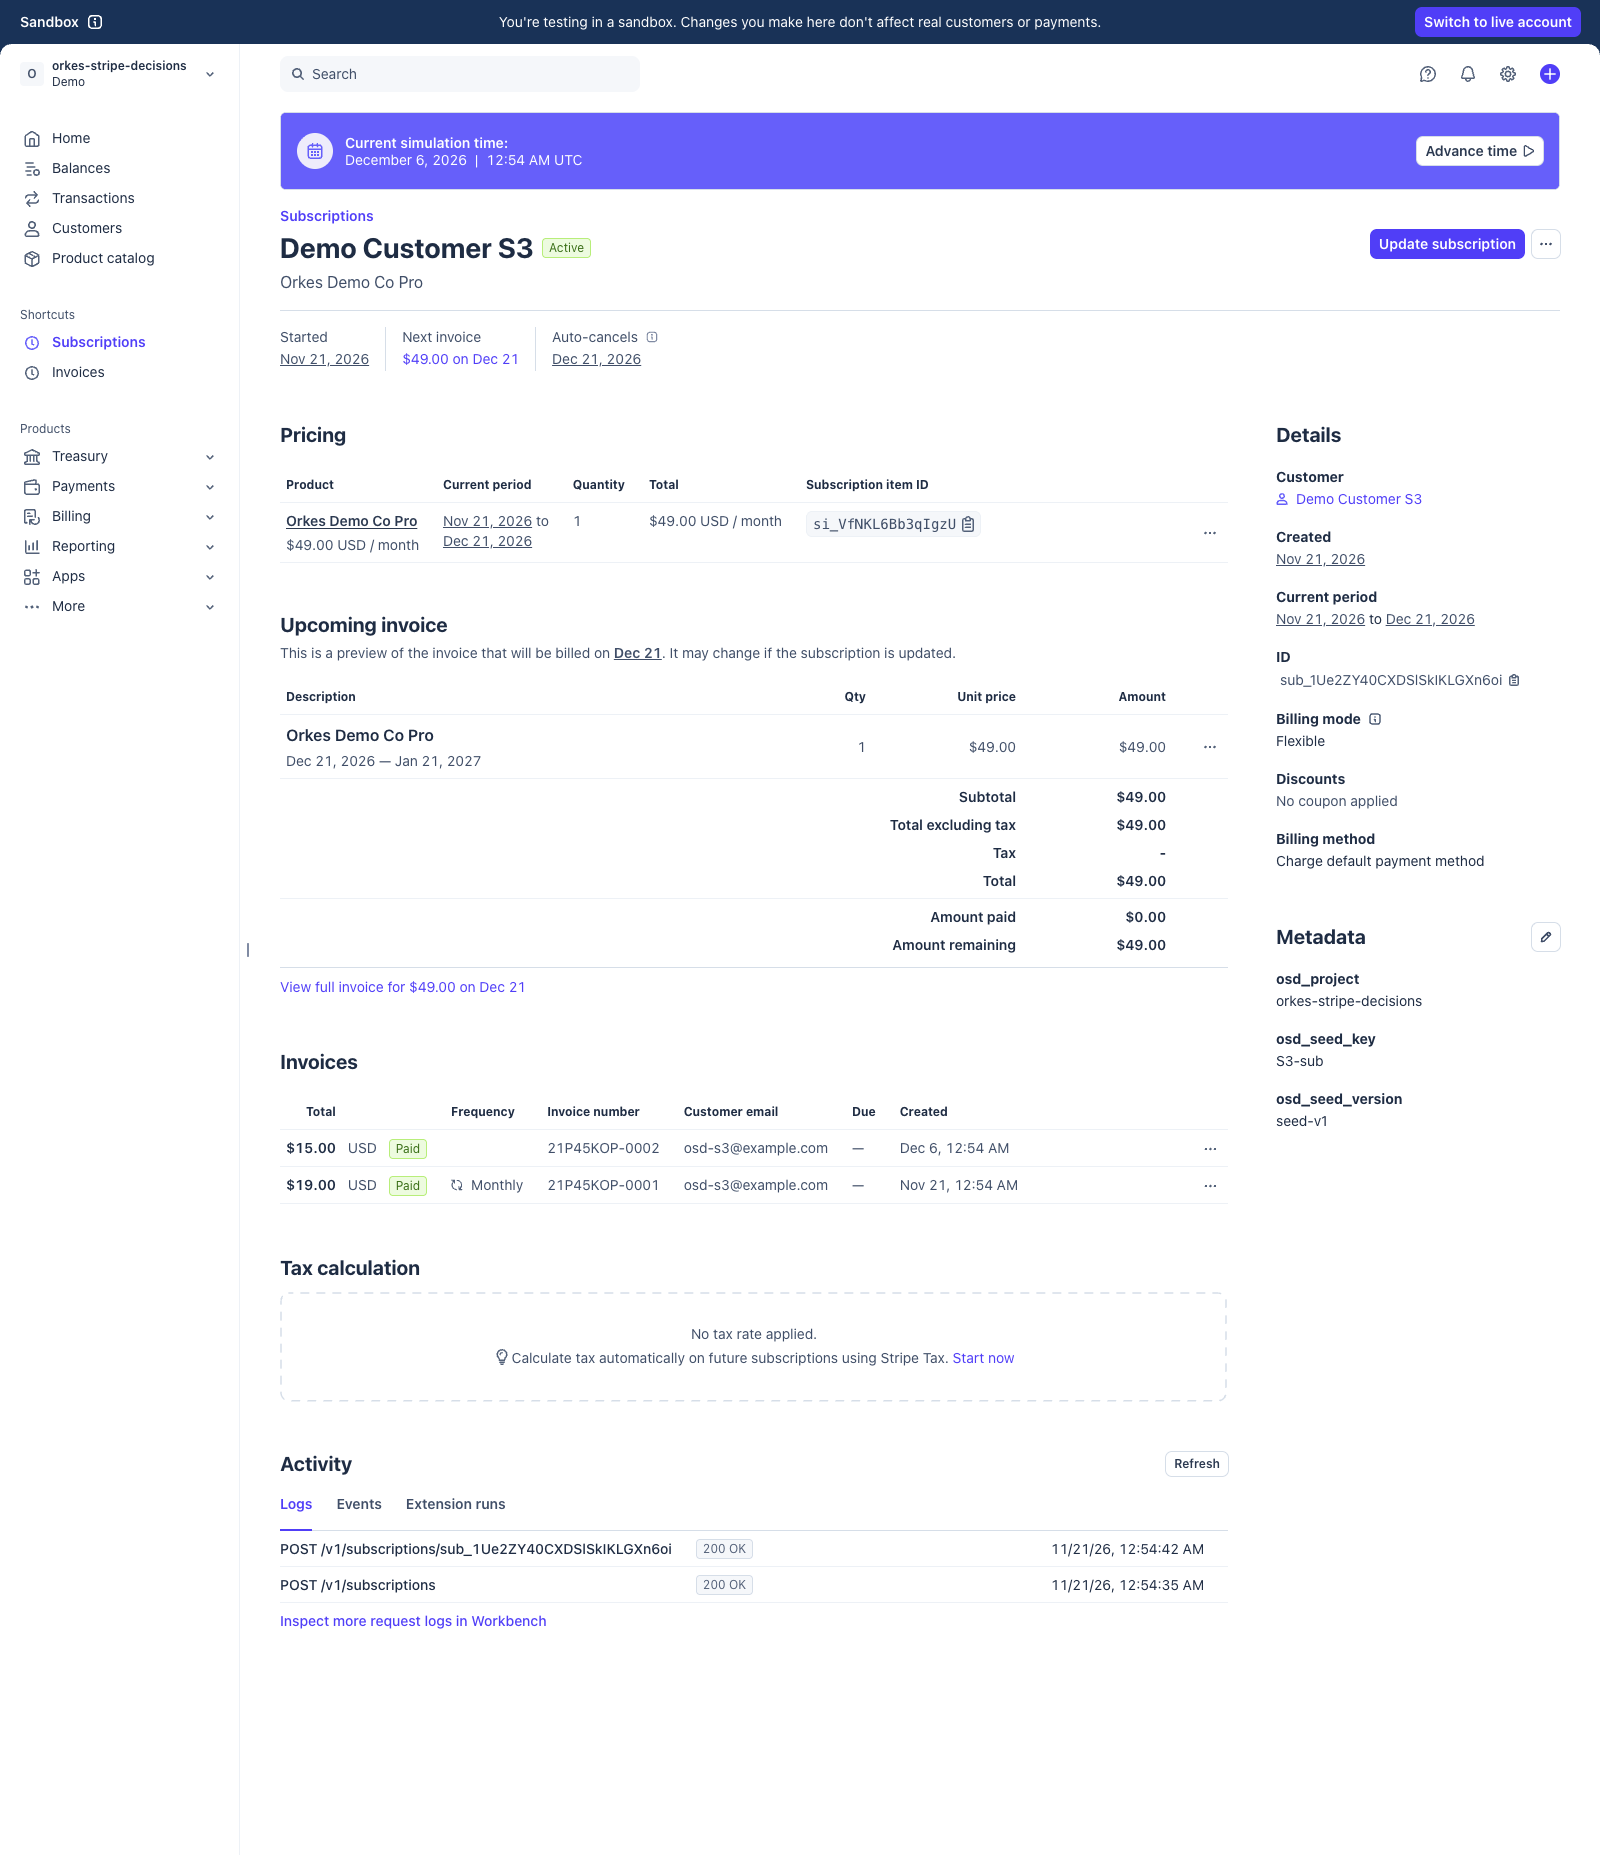 Sandbox
You're testing in a sandbox. Changes you make here don't affect real customers or payments.
Switch to live account
O
orkes-stripe-decisions
Demo
Search
Home
Balances
Transactions
Customers
Product catalog
Shortcuts
Subscriptions
Invoices
Products
Treasury
Payments
Billing
Reporting
Apps
More
Current simulation time:
December 6, 2026 | 12:54 AM UTC
Advance time
Subscriptions
Demo Customer S3 Active
Orkes Demo Co Pro
Update subscription
Started
Nov 21, 2026
Next invoice
$49.00 on Dec 21
Auto-cancels
Dec 21, 2026
Pricing
Product Current period Quantity Total Subscription item ID
Orkes Demo Co Pro
$49.00 USD / month
Nov 21, 2026 to
Dec 21, 2026
1
$49.00 USD / month
si_VfNKL6Bb3qIgzU
Upcoming invoice
This is a preview of the invoice that will be billed on Dec 21. It may change if the subscription is updated.
Description Qty Unit price Amount
Orkes Demo Co Pro
Dec 21, 2026 — Jan 21, 2027
1 $49.00 $49.00
Subtotal $49.00
Total excluding tax $49.00
Tax -
Total $49.00
Amount paid $0.00
Amount remaining $49.00
View full invoice for $49.00 on Dec 21
Invoices
Total Frequency Invoice number Customer email Due Created
$15.00 USD Paid 21P45KOP-0002 osd-s3@example.com — Dec 6, 12:54 AM
$19.00 USD Paid Monthly 21P45KOP-0001 osd-s3@example.com — Nov 21, 12:54 AM
Tax calculation
No tax rate applied.
Calculate tax automatically on future subscriptions using Stripe Tax. Start now
Activity
Refresh
Logs Events Extension runs
POST /v1/subscriptions/sub_1Ue2ZY40CXDSlSklKLGXn6oi 200 OK 11/21/26, 12:54:42 AM
POST /v1/subscriptions 200 OK 11/21/26, 12:54:35 AM
Inspect more request logs in Workbench
Details
Customer
Demo Customer S3
Created
Nov 21, 2026
Current period
Nov 21, 2026 to Dec 21, 2026
ID
sub_1Ue2ZY40CXDSlSklKLGXn6oi
Billing mode
Flexible
Discounts
No coupon applied
Billing method
Charge default payment method
Metadata
osd_project
orkes-stripe-decisions
osd_seed_key
S3-sub
osd_seed_version
seed-v1